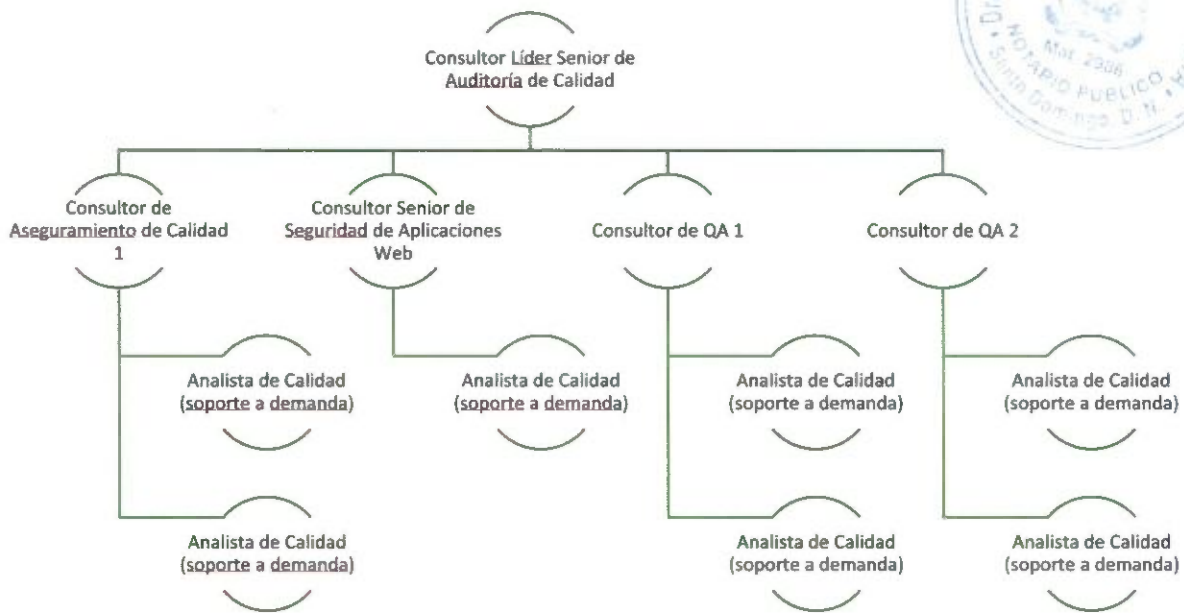 Consultor Líder Senior de
Auditoría de Calidad
NOTARIO PUBLICO
Santo Domingo, D. N.
Consultor de
Aseguramiento de Calidad
1
Consultor Senior de
Seguridad de Aplicaciones
Web
Consultor de QA 1
Consultor de QA 2
Analista de Calidad
(soporte a demanda)
Analista de Calidad
(soporte a demanda)
Analista de Calidad
(soporte a demanda)
Analista de Calidad
(soporte a demanda)
Analista de Calidad
(soporte a demanda)
Analista de Calidad
(soporte a demanda)
Analista de Calidad
(soporte a demanda)